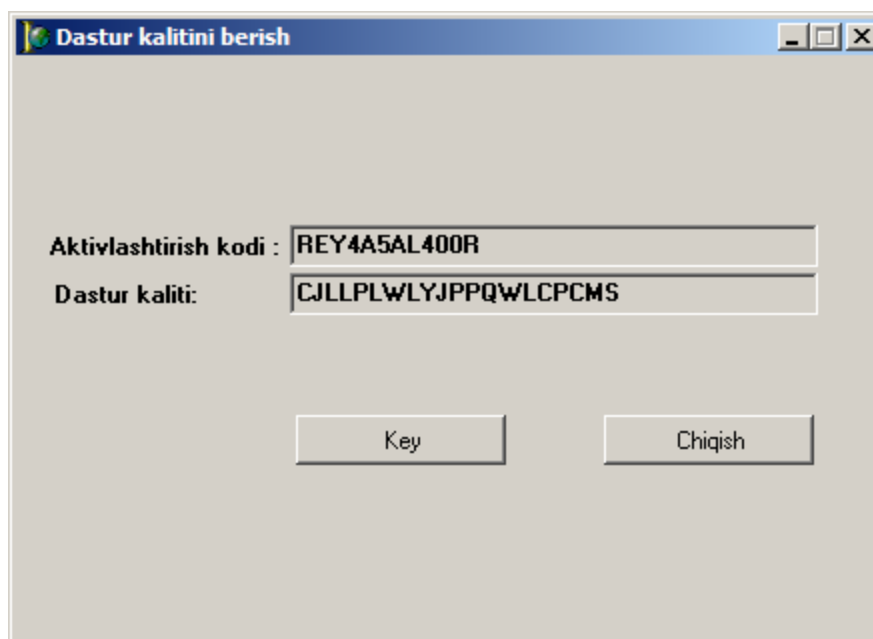 Dastur kalitini berish
Aktivlashtirish kodi : REY4A5AL400R
Dastur kaliti: CJLLPLWLYJPPQWLCPCMS
Key Chiqish